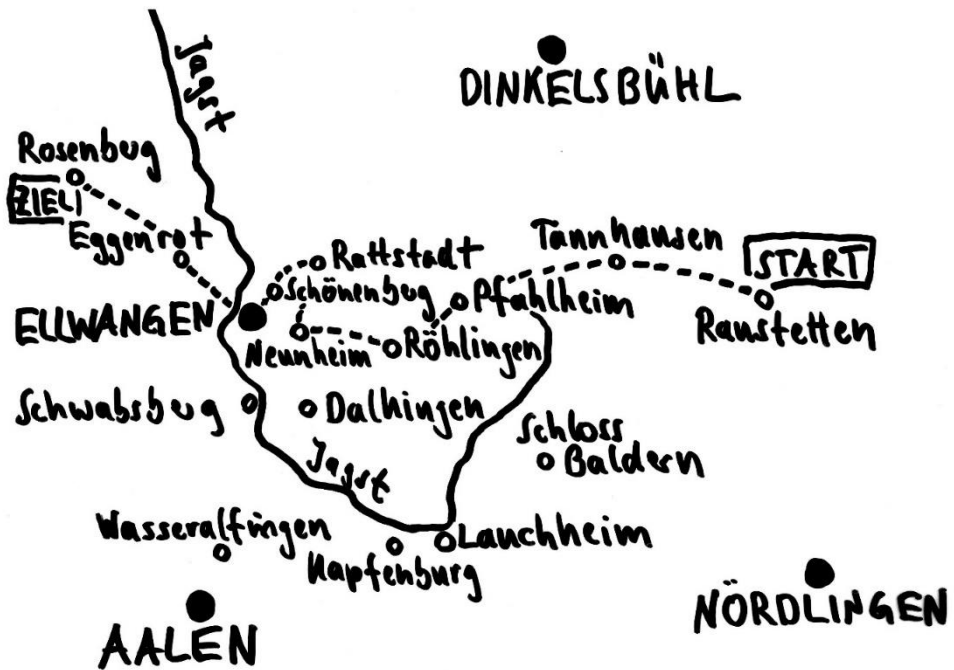 Jagst
DINKELSBÜHL
Rosenbug
ZIEL!
Eggenrot
Tannhausen
START
Rattstadt
Schönenbug
Pfahlheim
Raustetten
ELLWANGEN
Neunheim
Röhlingen
Schwabsbug
Dalhingen
Schloss
Baldern
Jagst
Wasseralfingen
Lauchheim
Kapfenburg
NÖRDLINGEN
AALEN